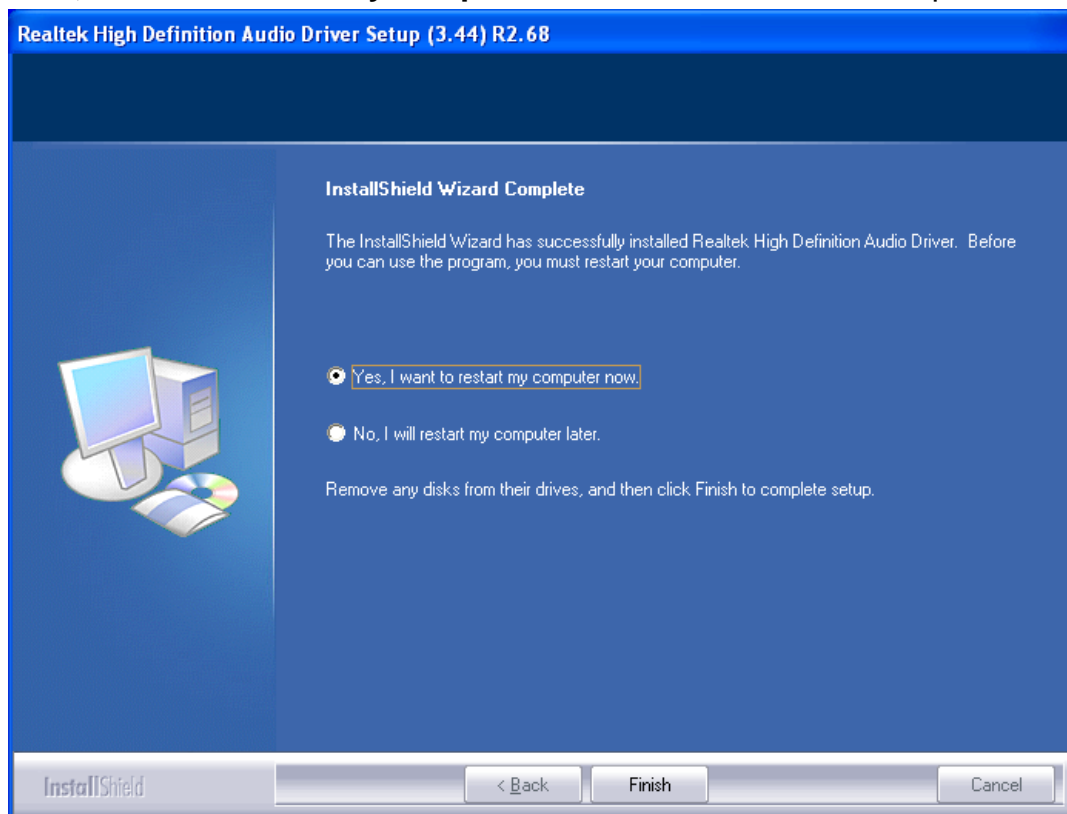 Realtek High Definition Audio Driver Setup (3.44) R2.68
InstallShield Wizard Complete
The InstallShield Wizard has successfully installed Realtek High Definition Audio Driver.  Before
you can use the program, you must restart your computer.
Yes, I want to restart my computer now.
No, I will restart my computer later.
Remove any disks from their drives, and then click Finish to complete setup.
InstallShield
< Back
Finish
Cancel